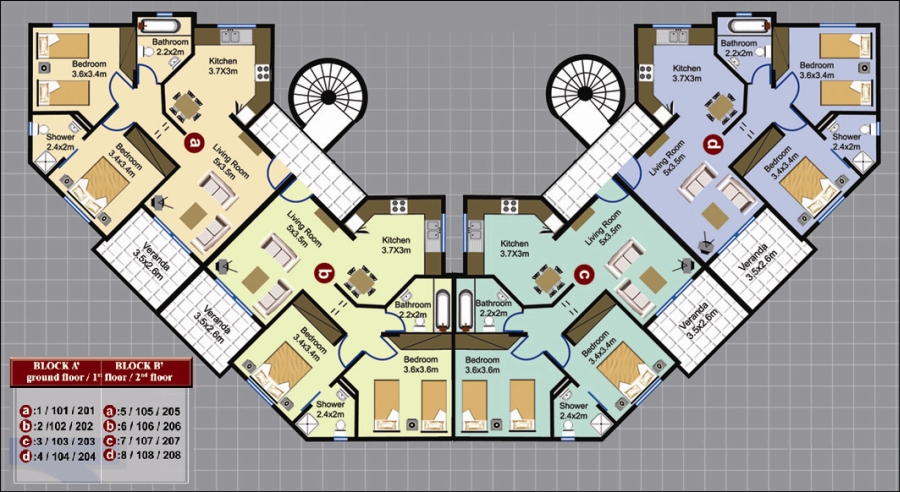 Bathroom
2.2x2m
Bedroom
3.6x3.4m
Kitchen
3.7X3m
Shower
2.4x2m
a
Bedroom
3.4x3.4m
Living Room
5x3.5m
Veranda
3.5x2.6m
Bathroom
2.2x2m
Kitchen
3.7X3m
Bedroom
3.6x3.4m
d
Shower
2.4x2m
Living Room
5x3.5m
Bedroom
3.4x3.4m
Veranda
3.5x2.6m
Living Room
5x3.5m
Kitchen
3.7X3m
b
Veranda
3.5x2.6m
Bathroom
2.2x2m
Bedroom
3.4x3.4m
Bedroom
3.6x3.6m
Shower
2.4x2m
Kitchen
3.7X3m
Living Room
5x3.5m
c
Bathroom
2.2x2m
Veranda
3.5x2.6m
Bedroom
3.4x3.4m
Bedroom
3.6x3.6m
Shower
2.4x2m
BLOCK A' BLOCK B'
ground floor / 1st floor / 2nd floor
a :1 / 101 / 201
b :2 /102 / 202
c :3 / 103 / 203
d :4 / 104 / 204
a :5 / 105 / 205
b :6 / 106 / 206
c :7 / 107 / 207
d :8 / 108 / 208